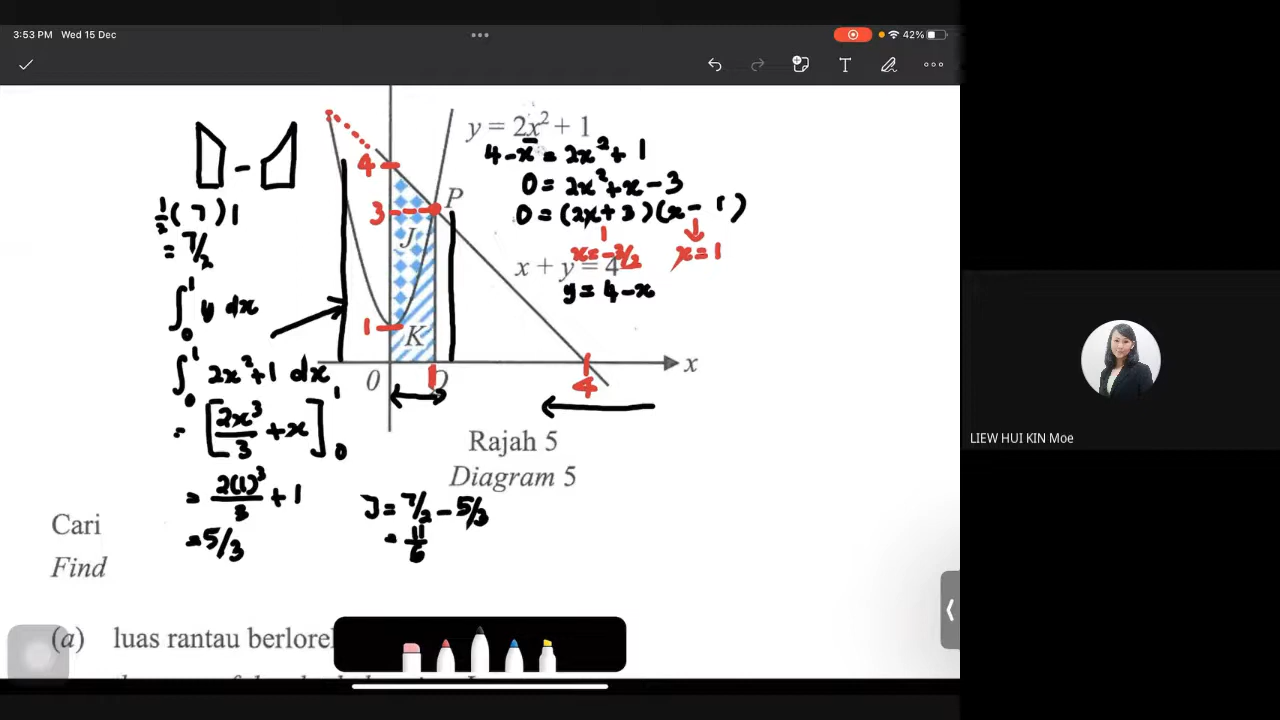 3:53 PM Wed 15 Dec
42%
y = 2x² + 1
4 - x = 2x² + 1
0 = 2x² + x - 3
0 = (2x + 3)(x - 1)
x = -3/2 x = 1
x + y = 4
y = 4 - x
4
P
3
J
1
K
0
1
4
x
½(7)1
= 7/2
∫₀¹ y dx
∫₀¹ 2x² + 1 dx
= [2x³/3 + x]₀¹
= 2(1)³/3 + 1
= 5/3
J = 7/2 - 5/3
= 11/6
Rajah 5
Diagram 5
Cari
Find
(a) luas rantau
LIEW HUI KIN Moe